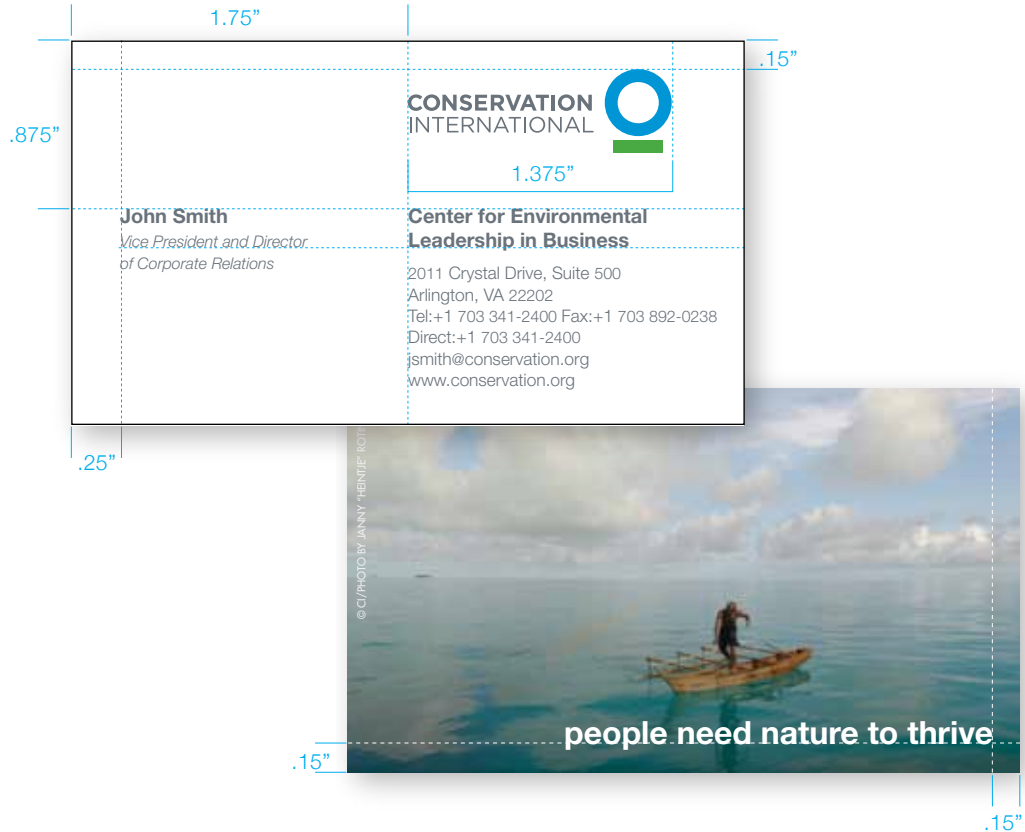 1.75”
.15”
CONSERVATION
INTERNATIONAL
.875”
1.375”
John Smith
Vice President and Director
of Corporate Relations
Center for Environmental
Leadership in Business
2011 Crystal Drive, Suite 500
Arlington, VA 22202
Tel:+1 703 341-2400 Fax:+1 703 892-0238
Direct:+1 703 341-2400
jsmith@conservation.org
www.conservation.org
.25”
© CI/PHOTO BY JANNY "HEINTJE"
people need nature to thrive
.15”
.15”